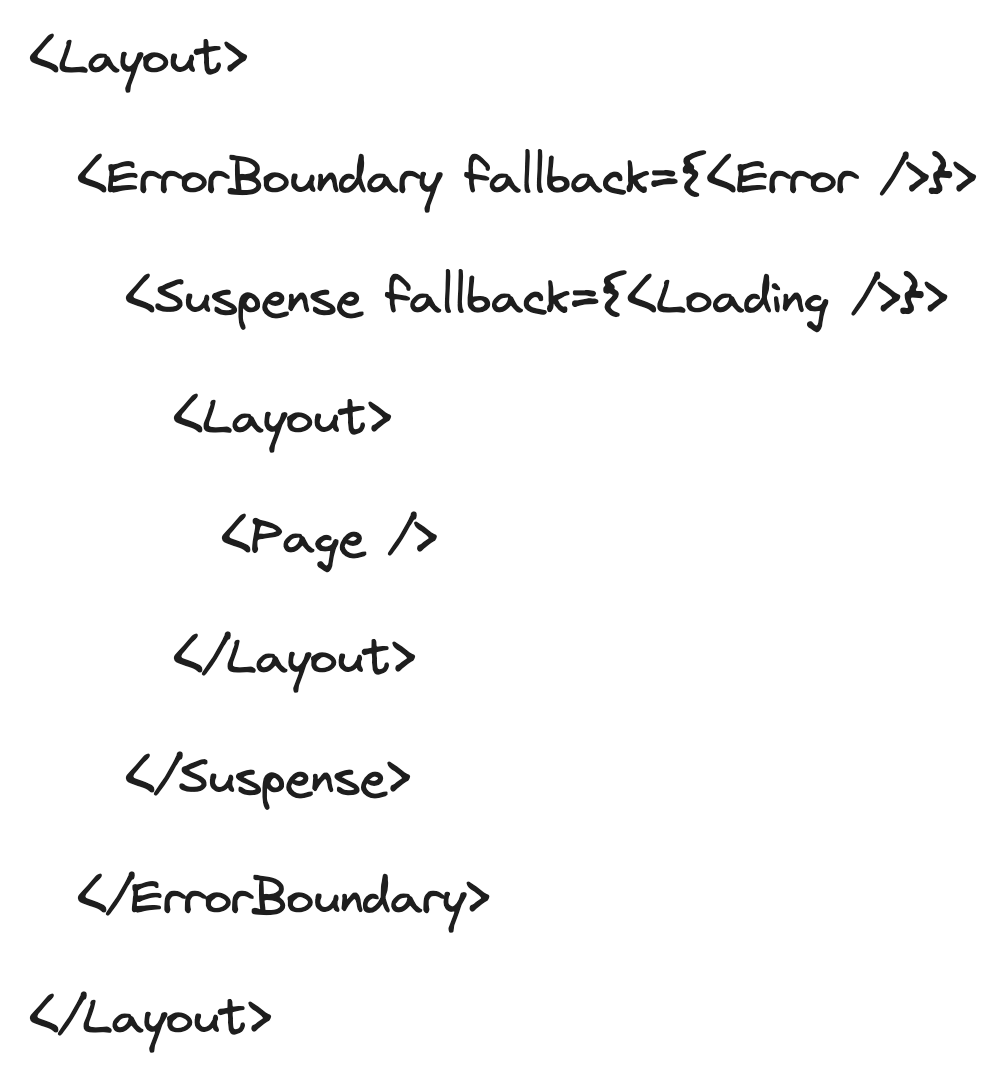 <Layout>
<ErrorBoundary fallback={<Error />}>
<Suspense fallback={<Loading />}>
<Layout>
<Page />
</Layout>
</Suspense>
</ErrorBoundary>
</Layout>